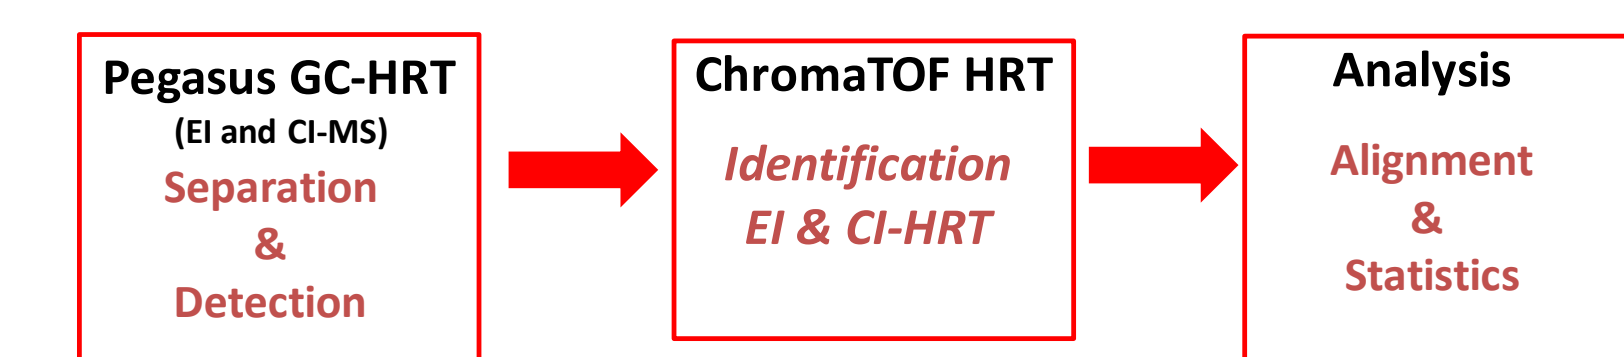 Pegasus GC-HRT
(EI and CI-MS)
Separation
&
Detection
ChromaTOF HRT
Identification
EI & CI-HRT
Analysis
Alignment
&
Statistics